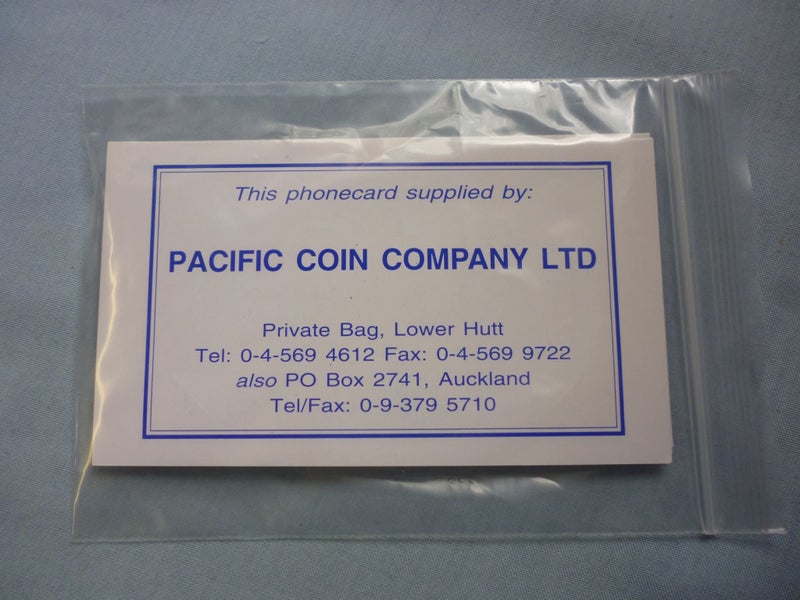 This phonecard supplied by:
PACIFIC COIN COMPANY LTD
Private Bag, Lower Hutt
Tel: 0-4-569 4612 Fax: 0-4-569 9722
also PO Box 2741, Auckland
Tel/Fax: 0-9-379 5710